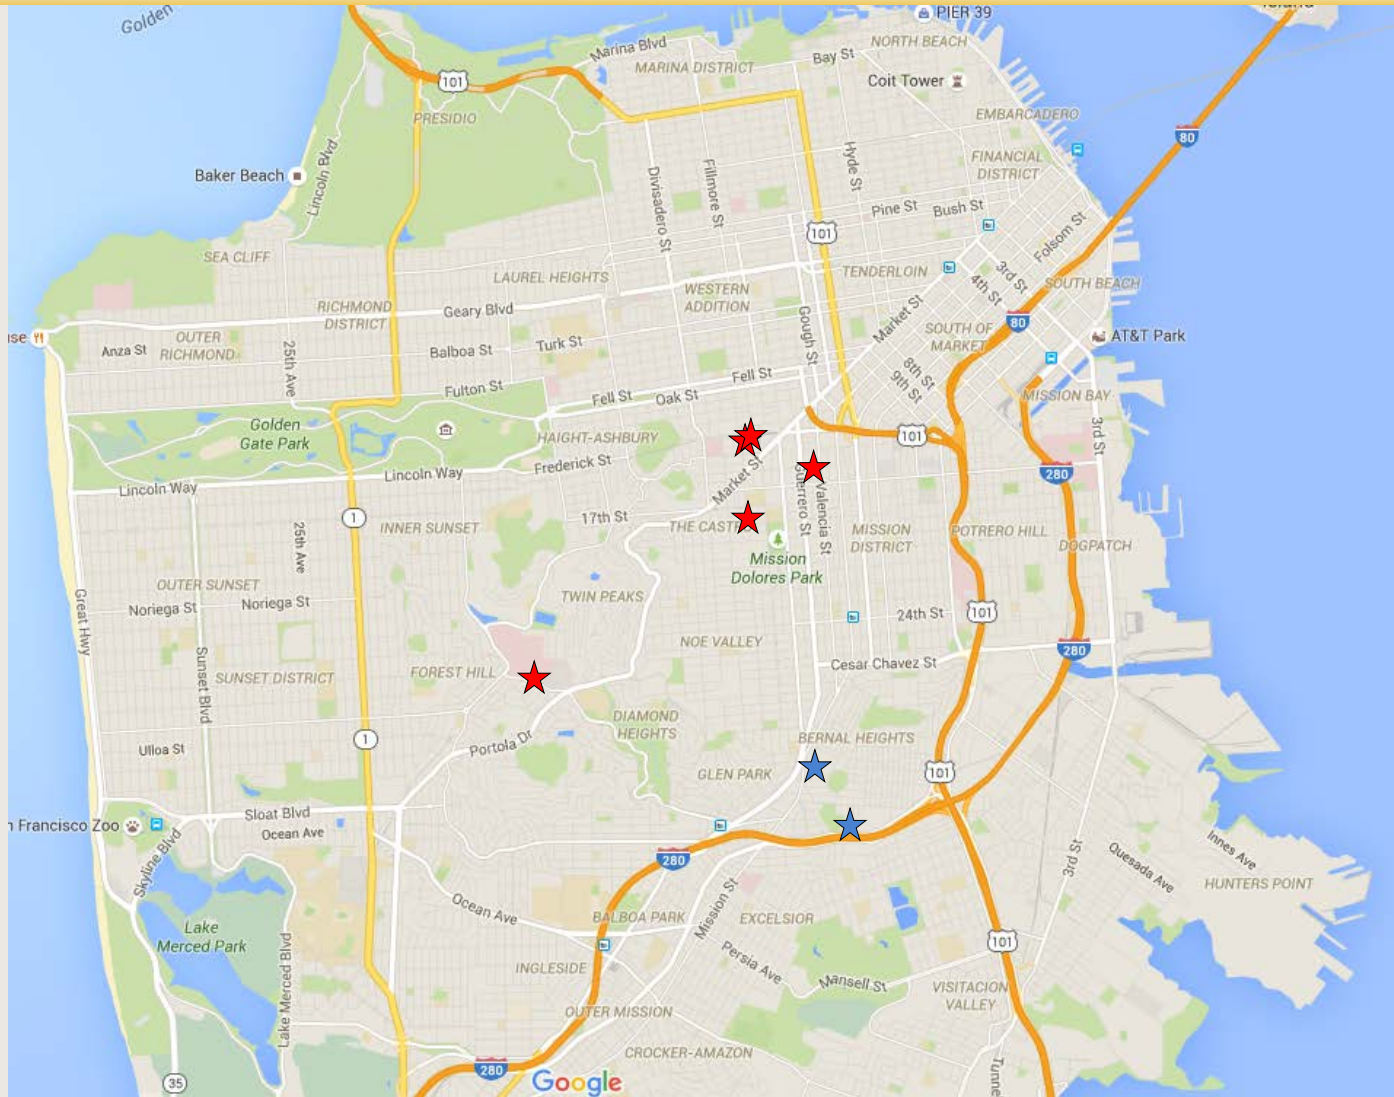 Golden
PIER 39
NORTH BEACH
Marina Blvd
Bay St
MARINA DISTRICT
Coit Tower
101
PRESIDIO
EMBARCADERO
80
Baker Beach
Lincoln Blvd
Divisadero St
Fillmore St
Hyde St
FINANCIAL
DISTRICT
Pine St
Bush St
101
Folsom St
SEA CLIFF
LAUREL HEIGHTS
TENDERLOIN
3rd St
4th St
SOUTH BEACH
WESTERN
ADDITION
RICHMOND
DISTRICT
Geary Blvd
Gough St
Market St
80
SOUTH OF
MARKET
AT&T Park
OUTER
RICHMOND
Anza St
25th Ave
Balboa St
Turk St
8th St
9th St
Fulton St
Fell St
Fell St
Oak St
MISSION BAY
Golden
Gate Park
HAIGHT-ASHBURY
101
3rd St
Frederick St
Lincoln Way
Lincoln Way
Market St
Guerrero St
Valencia St
280
1
INNER SUNSET
17th St
THE CAST
25th Ave
MISSION
DISTRICT
POTRERO HILL
DOGPATCH
Mission
Dolores Park
OUTER SUNSET
Great Hwy
Noriega St
Noriega St
TWIN PEAKS
24th St
101
NOE VALLEY
280
Sunset Blvd
SUNSET DISTRICT
FOREST HILL
Cesar Chavez St
DIAMOND
HEIGHTS
1
Portola Dr
Ulloa St
BERNAL HEIGHTS
GLEN PARK
101
Sloat Blvd
Ocean Ave
n Francisco Zoo
Skyline Blvd
280
3rd St
Quesada Ave
Innes Ave
HUNTERS POINT
Ocean Ave
BALBOA PARK
Mission St
EXCELSIOR
Lake
Merced Park
Lake Merced Blvd
101
INGLESIDE
Persia Ave
Mansell St
VISITACION
VALLEY
OUTER MISSION
CROCKER-AMAZON
280
Google
35
Tunne